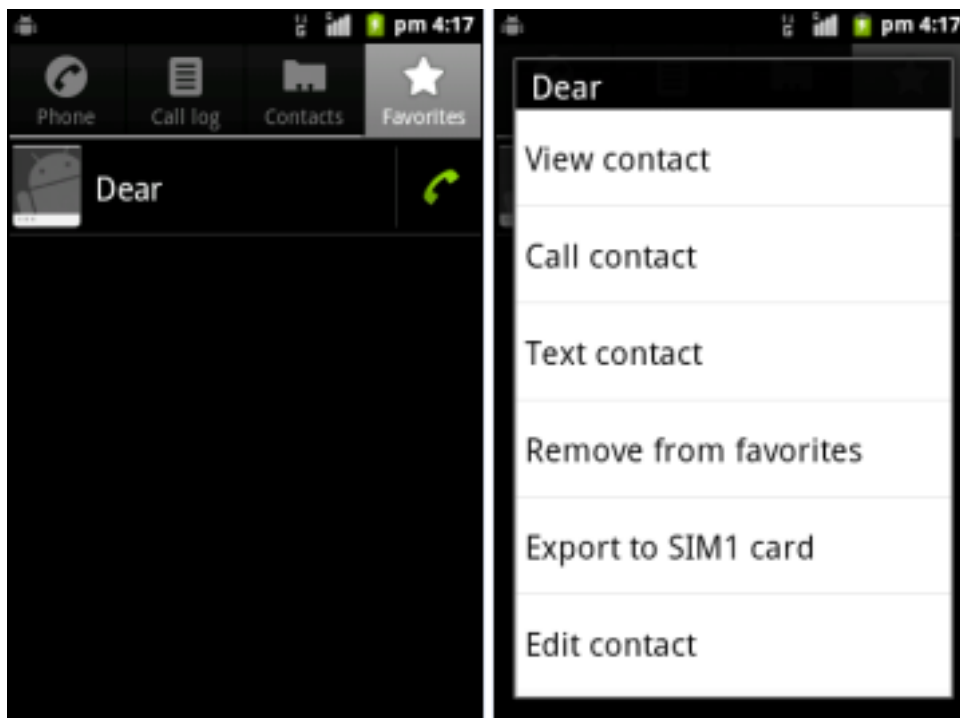 pm 4:17
Phone Call log Contacts Favorites
Dear
pm 4:17
Dear
View contact
Call contact
Text contact
Remove from favorites
Export to SIM1 card
Edit contact